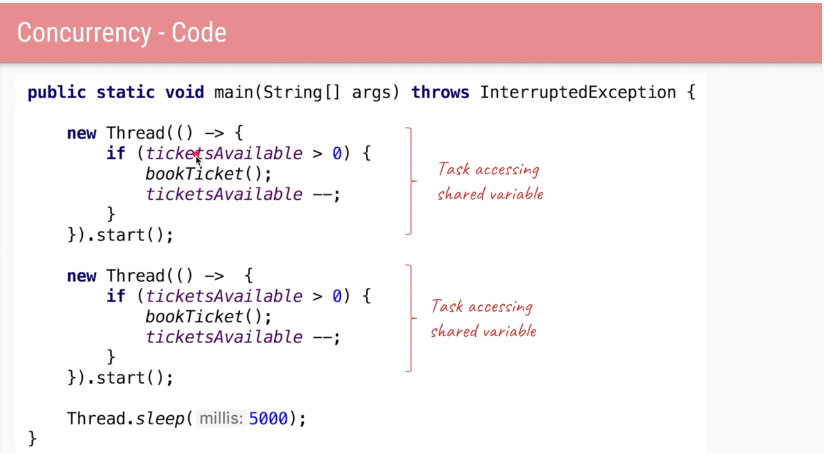 Concurrency - Code
public static void main(String[] args) throws InterruptedException {
new Thread(() -> {
if (ticketsAvailable > 0) {
bookTicket();
ticketsAvailable --;
}
}).start();
Task accessing
shared variable
new Thread(() ->  {
if (ticketsAvailable > 0) {
bookTicket();
ticketsAvailable --;
}
}).start();
Task accessing
shared variable
Thread.sleep( millis: 5000);
}